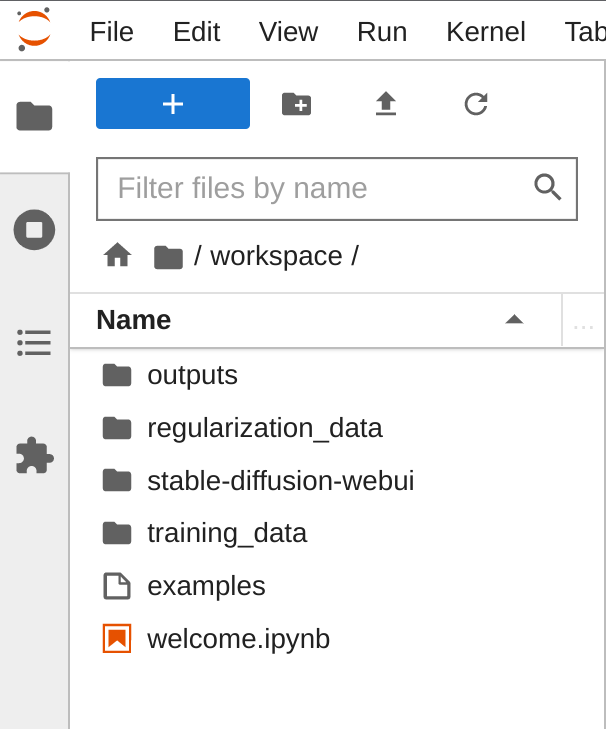 File Edit View Run Kernel Tab
Filter files by name
/ workspace /
Name ...
outputs
regularization_data
stable-diffusion-webui
training_data
examples
welcome.ipynb